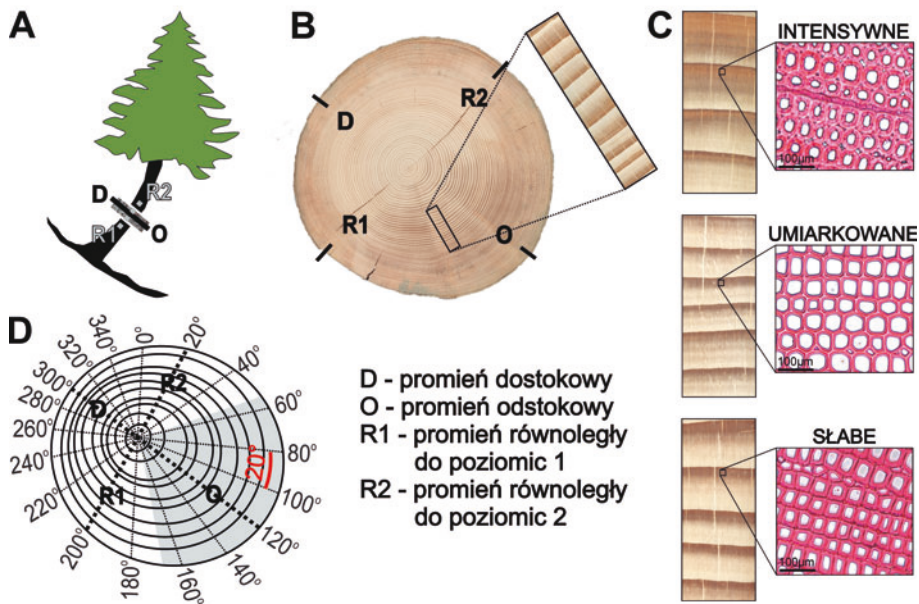 A
D
R2
R1
O
B
D
R2
R1
O
C
INTENSYWNE
100µm
UMIARKOWANE
100µm
SŁABE
100µm
D
0°
20°
40°
60°
80°
100°
120°
140°
160°
180°
200°
220°
240°
260°
280°
300°
320°
340°
R2
D
R1
O
20°
D - promień dostokowy
O - promień odstokowy
R1 - promień równoległy
do poziomic 1
R2 - promień równoległy
do poziomic 2